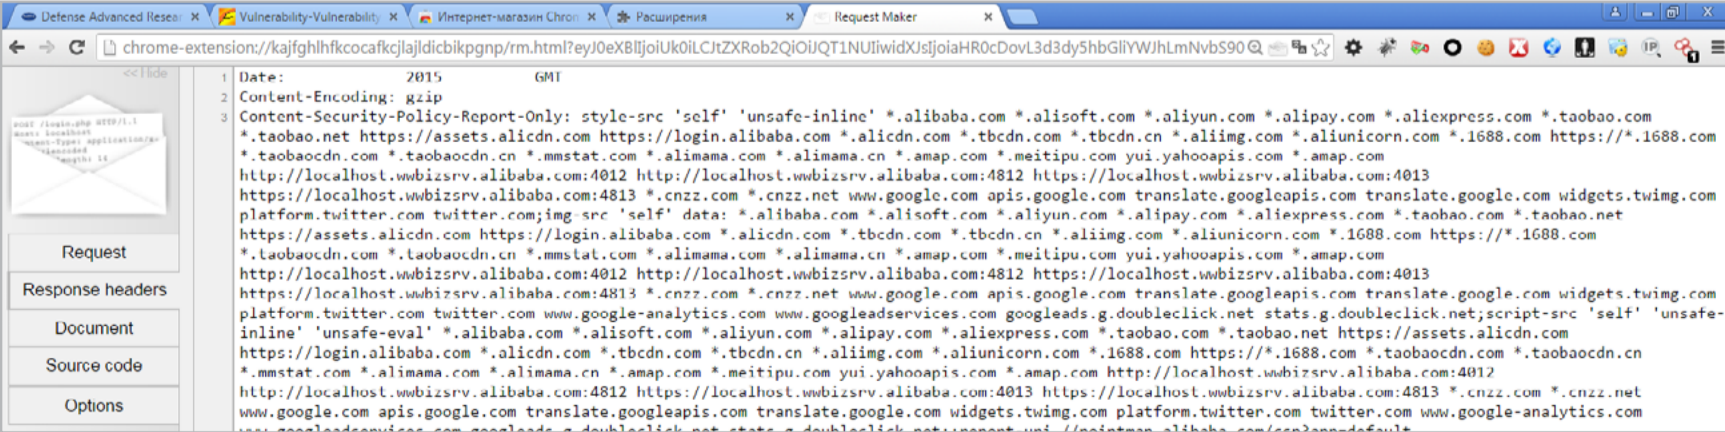 Defense Advanced Resear
Vulnerability-Vulnerability
Интернет-магазин Chron
Расширения
Request Maker
chrome-extension://kajfghlhfkcocafkcjlajldicbikpgnp/rm.html?
<<Hide
POST /login.php HTTP/1.1
Host: localhost
Request
Response headers
Document
Source code
Options
1 Date: 2015 GMT
2 Content-Encoding: gzip
3 Content-Security-Policy-Report-Only: style-src 'self' 'unsafe-inline' *.alibaba.com *.alisoft.com *.aliyun.com *.alipay.com *.aliexpress.com *.taobao.com
*.taobao.net https://assets.alicdn.com https://login.alibaba.com *.alicdn.com *.tbcdn.com *.tbcdn.cn *.aliimg.com *.aliunicorn.com *.1688.com https://*.1688.com
*.taobaocdn.com *.taobaocdn.cn *.mmstat.com *.alimama.com *.alimama.cn *.amap.com *.meitipu.com yui.yahooapis.com *.amap.com
http://localhost.wwbizsrv.alibaba.com:4012 http://localhost.wwbizsrv.alibaba.com:4812 https://localhost.wwbizsrv.alibaba.com:4013
https://localhost.wwbizsrv.alibaba.com:4813 *.cnzz.com *.cnzz.net www.google.com apis.google.com translate.googleapis.com translate.google.com widgets.twimg.com
platform.twitter.com twitter.com;img-src 'self' data: *.alibaba.com *.alisoft.com *.aliyun.com *.alipay.com *.aliexpress.com *.taobao.com *.taobao.net
https://assets.alicdn.com https://login.alibaba.com *.alicdn.com *.tbcdn.com *.tbcdn.cn *.aliimg.com *.aliunicorn.com *.1688.com https://*.1688.com
*.taobaocdn.com *.taobaocdn.cn *.mmstat.com *.alimama.com *.alimama.cn *.amap.com *.meitipu.com yui.yahooapis.com *.amap.com
http://localhost.wwbizsrv.alibaba.com:4012 http://localhost.wwbizsrv.alibaba.com:4812 https://localhost.wwbizsrv.alibaba.com:4013
https://localhost.wwbizsrv.alibaba.com:4813 *.cnzz.com *.cnzz.net www.google.com apis.google.com translate.googleapis.com translate.google.com widgets.twimg.com
platform.twitter.com twitter.com www.google-analytics.com www.googleadservices.com googleads.g.doubleclick.net stats.g.doubleclick.net;script-src 'self' 'unsafe-
inline' 'unsafe-eval' *.alibaba.com *.alisoft.com *.aliyun.com *.alipay.com *.aliexpress.com *.taobao.com *.taobao.net https://assets.alicdn.com
https://login.alibaba.com *.alicdn.com *.tbcdn.com *.tbcdn.cn *.aliimg.com *.aliunicorn.com *.1688.com https://*.1688.com *.taobaocdn.com *.taobaocdn.cn
*.mmstat.com *.alimama.com *.alimama.cn *.amap.com *.meitipu.com yui.yahooapis.com *.amap.com http://localhost.wwbizsrv.alibaba.com:4012
http://localhost.wwbizsrv.alibaba.com:4812 https://localhost.wwbizsrv.alibaba.com:4013 https://localhost.wwbizsrv.alibaba.com:4813 *.cnzz.com *.cnzz.net
www.google.com apis.google.com translate.googleapis.com translate.google.com widgets.twimg.com platform.twitter.com twitter.com www.google-analytics.com